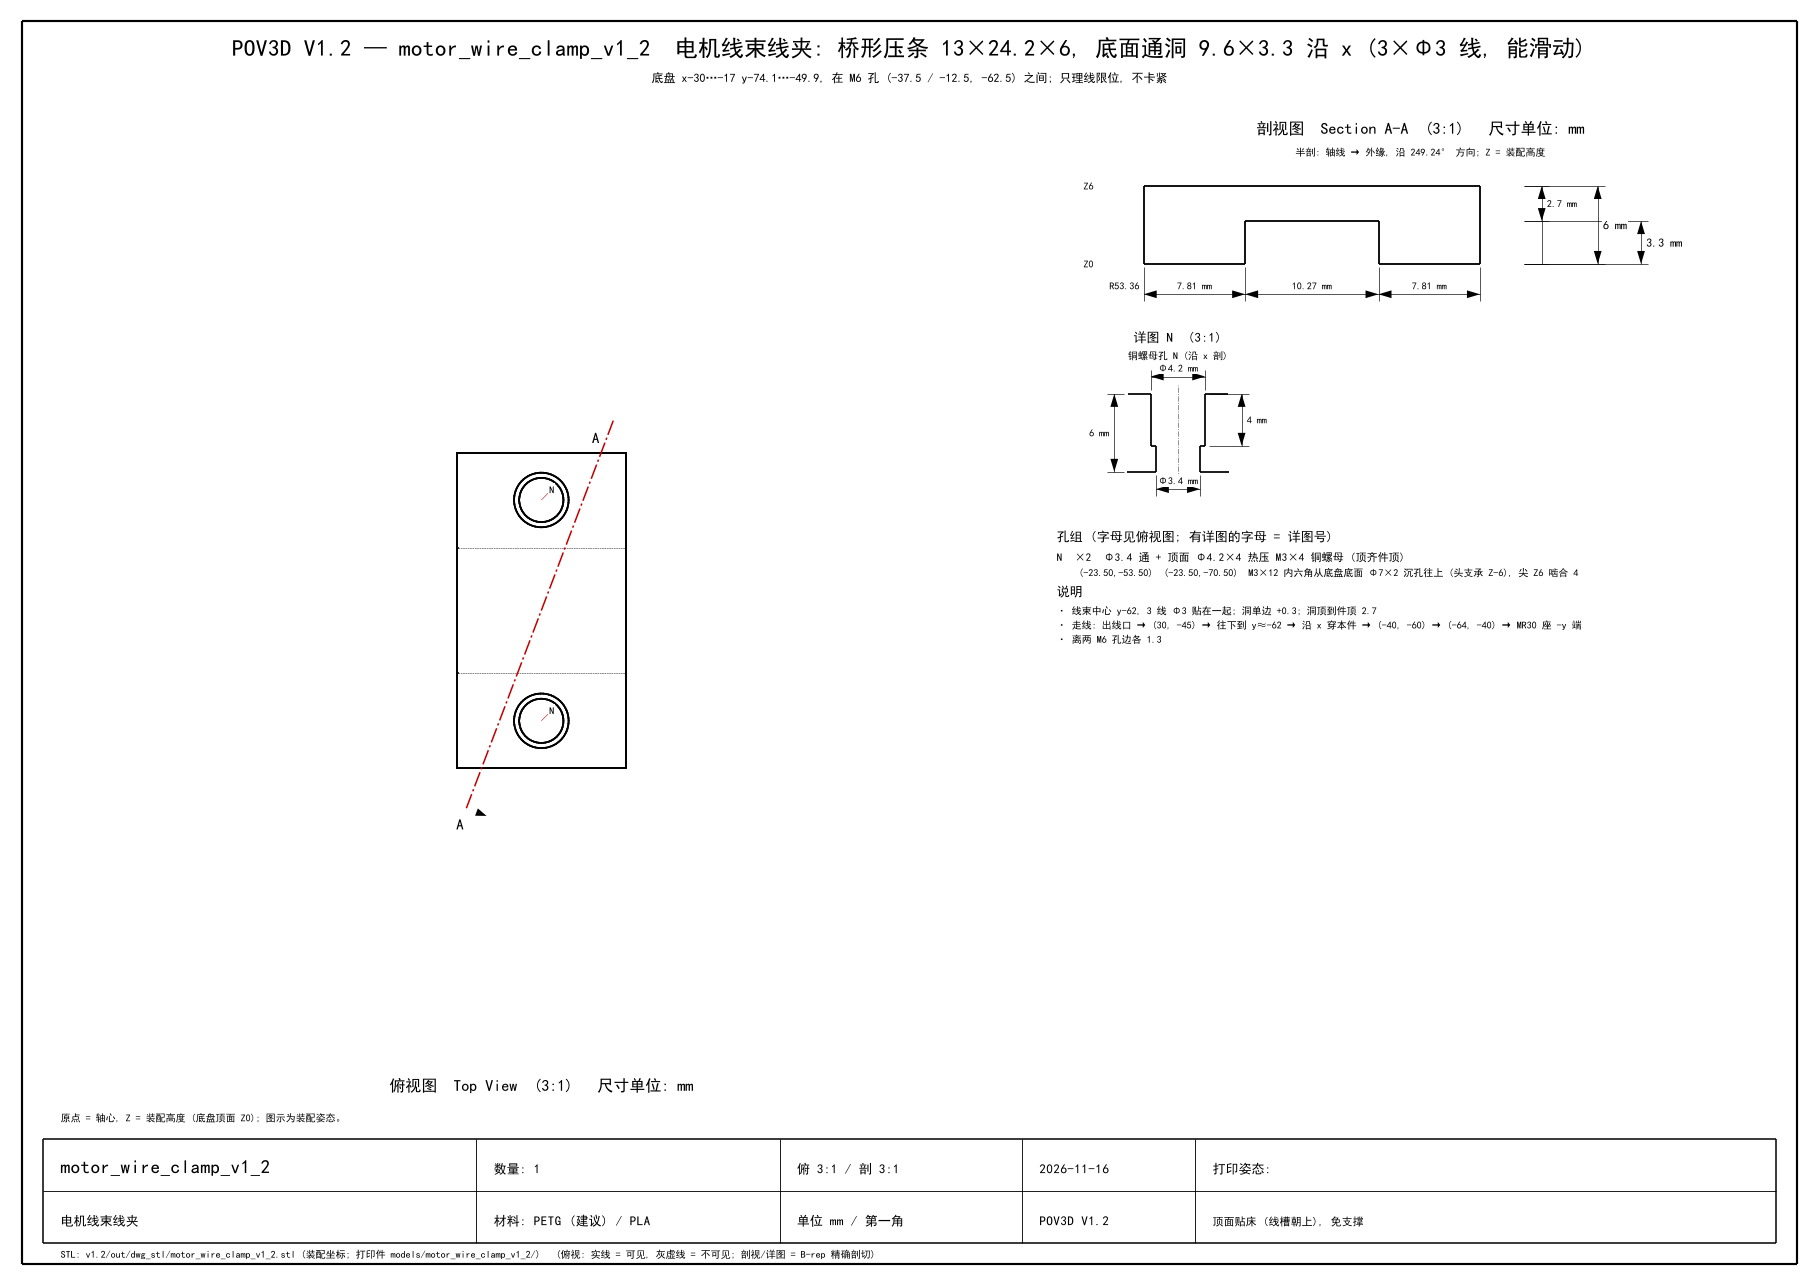 POV3D V1.2 — motor_wire_clamp_v1_2  电机线束线夹: 桥形压条 13×24.2×6, 底面通洞 9.6×3.3 沿 x (3×Φ3 线, 能滑动)
底盘 x-30…-17 y-74.1…-49.9, 在 M6 孔 (-37.5 / -12.5, -62.5) 之间; 只理线限位, 不卡紧
剖视图  Section A-A  (3:1)  尺寸单位: mm
半剖: 轴线 → 外缘, 沿 249.24° 方向; Z = 装配高度
Z6
2.7 mm
6 mm
3.3 mm
Z0
R53.36
7.81 mm
10.27 mm
7.81 mm
详图 N  (3:1)
铜螺母孔 N (沿 x 剖)
Φ4.2 mm
4 mm
6 mm
Φ3.4 mm
A
N
N
A
孔组 (字母见俯视图; 有详图的字母 = 详图号)
N  ×2  Φ3.4 通 + 顶面 Φ4.2×4 热压 M3×4 铜螺母 (顶齐件顶)
(-23.50,-53.50)  (-23.50,-70.50)  M3×12 内六角从底盘底面 Φ7×2 沉孔往上 (头支承 Z-6), 尖 Z6 啮合 4
说明
· 线束中心 y-62, 3 线 Φ3 贴在一起; 洞单边 +0.3; 洞顶到件顶 2.7
· 走线: 出线口 → (30, -45) → 往下到 y≈-62 → 沿 x 穿本件 → (-40, -60) → (-64, -40) → MR30 座 -y 端
· 离两 M6 孔边各 1.3
俯视图  Top View  (3:1)  尺寸单位: mm
原点 = 轴心, Z = 装配高度 (底盘顶面 Z0); 图示为装配姿态。
motor_wire_clamp_v1_2
数量: 1
俯 3:1 / 剖 3:1
2026-11-16
打印姿态:
电机线束线夹
材料: PETG (建议) / PLA
单位 mm / 第一角
POV3D V1.2
顶面贴床 (线槽朝上), 免支撑
STL: v1.2/out/dwg_stl/motor_wire_clamp_v1_2.stl (装配坐标; 打印件 models/motor_wire_clamp_v1_2/)  (俯视: 实线 = 可见, 灰虚线 = 不可见; 剖视/详图 = B-rep 精确剖切)